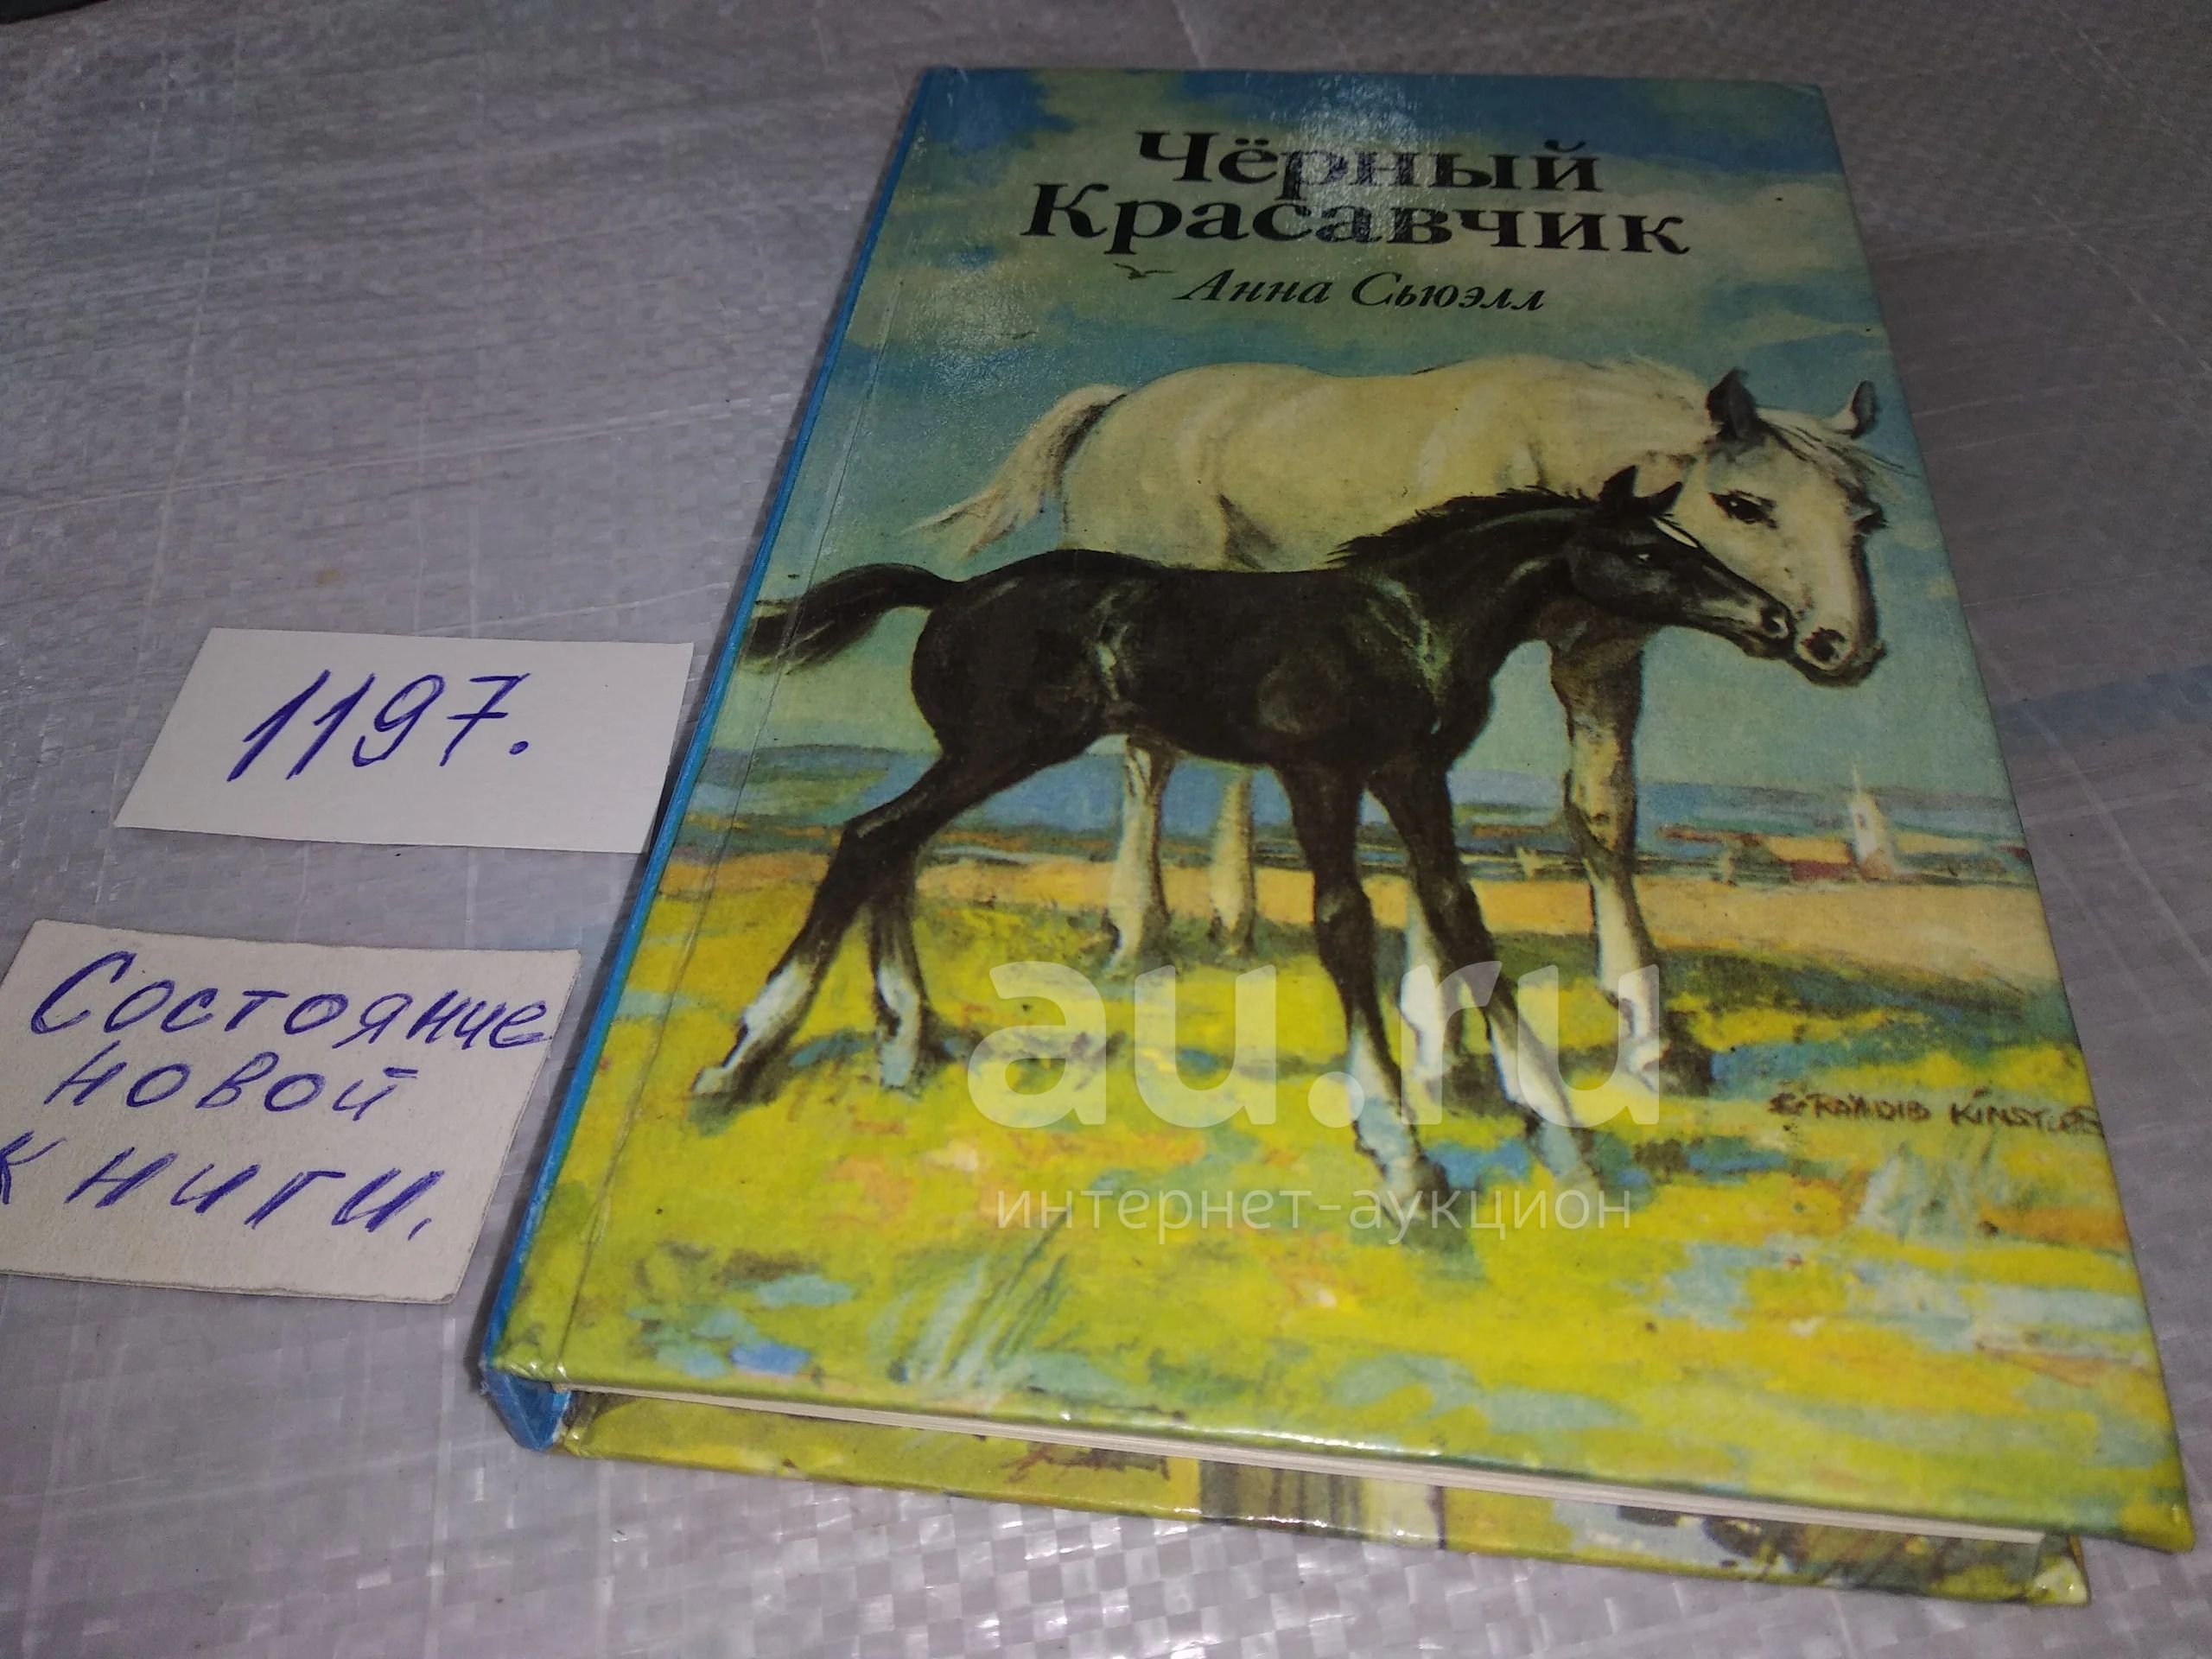 Чёрный
Красавчик
Анна Сьюэлл
1197.
Состояние
новой
книги.
au.ru
интернет-аукцион